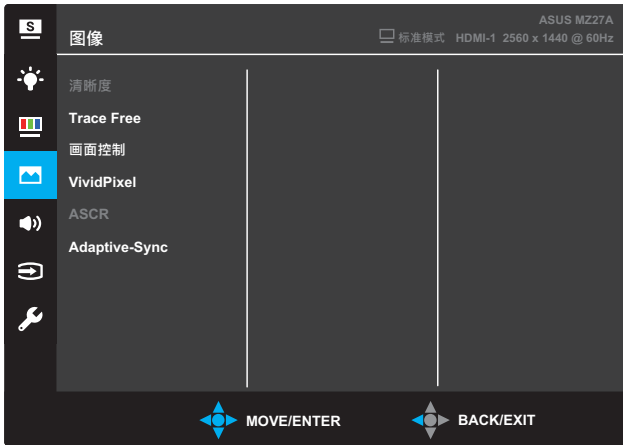 S
ASUS MZ27A
图像
标准模式 HDMI-1 2560 x 1440 @ 60Hz
清晰度
Trace Free
画面控制
VividPixel
ASCR
Adaptive-Sync
MOVE/ENTER
BACK/EXIT